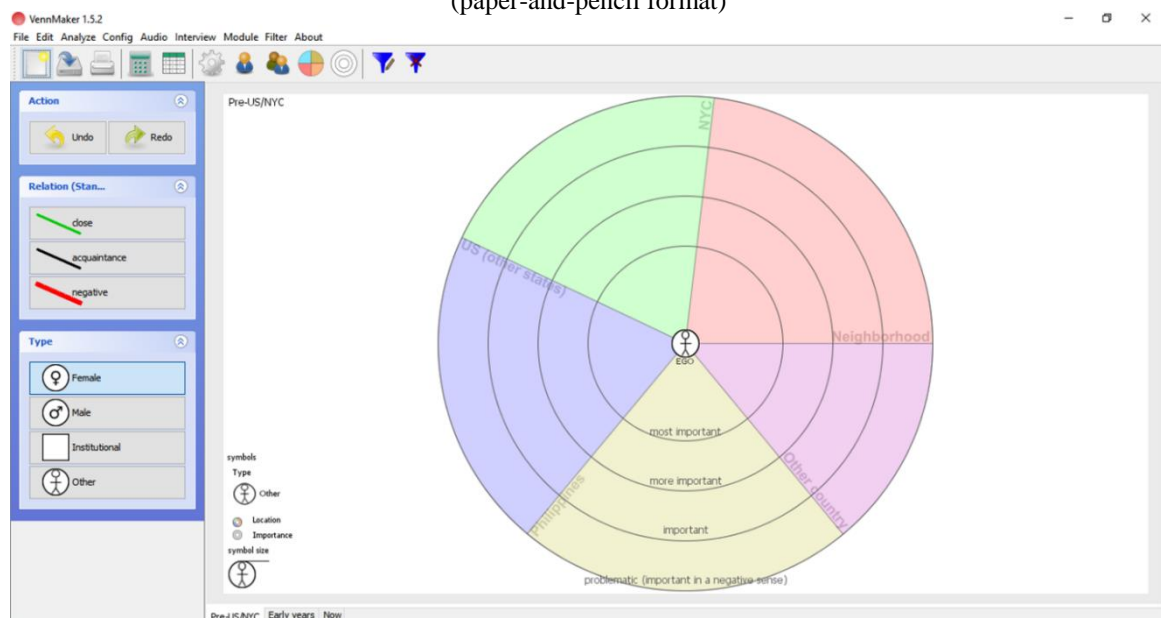 (paper-and-pencil format)
VennMaker 1.5.2
File Edit Analyze Config Audio Interview Module Filter About
Action
Undo Redo
Relation (Stan...
close
acquaintance
negative
Type
Female
Male
Institutional
Other
Pre-US/NYC
NYC
US (other states)
Neighborhood
EGO
most important
more important
important
problematic (important in a negative sense)
Philippines
Other country
symbols
Type
Other
Location
Importance
symbol size
Pre-US/NYC Early years Now